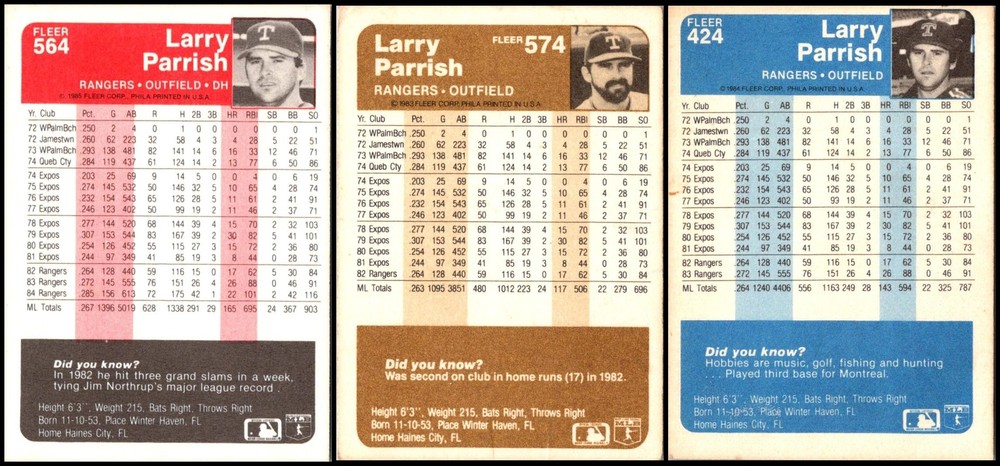 FLEER
564
Larry
Parrish
RANGERS • OUTFIELD • DH
© 1985 FLEER CORP., PHILA PRINTED IN U.S.A.
Yr. Club Pct. G AB R H 2B 3B HR RBI SB BB SO
72 WPalmBch .250 2 4 0 1 0 0 0 0 0 0 1
72 Jamestwn .260 62 223 32 58 4 3 4 28 5 22 51
73 WPalmBch .293 138 481 82 141 14 6 16 33 12 46 71
74 Queb Cty .284 119 437 61 124 14 2 13 77 6 50 86
74 Expos .203 25 69 9 14 5 0 0 4 0 6 19
75 Expos .274 145 532 50 146 32 5 10 65 4 28 74
76 Expos .232 154 543 65 126 28 5 11 61 2 41 91
77 Expos .246 123 402 50 99 19 2 11 46 2 37 71
78 Expos .277 144 520 68 144 39 4 15 70 2 32 103
79 Expos .307 153 544 83 167 39 2 30 82 5 41 101
80 Expos .254 126 452 55 115 27 3 15 72 2 36 80
81 Expos .244 97 349 41 85 19 3 8 44 0 28 73
82 Rangers .264 128 440 59 116 15 0 17 62 5 30 84
83 Rangers .272 145 555 76 151 26 4 26 88 0 46 91
84 Rangers .285 156 613 72 175 42 1 22 101 2 42 116
ML Totals .267 1396 5019 628 1338 291 29 165 695 24 367 903
Did you know?
In 1982 he hit three grand slams in a week,
tying Jim Northrup's major league record.
Height 6'3'', Weight 215, Bats Right, Throws Right
Born 11-10-53, Place Winter Haven, FL
Home Haines City, FL
Larry
Parrish
FLEER 574
RANGERS • OUTFIELD
© 1983 FLEER CORP., PHILA. PRINTED IN U.S.A.
Yr. Club Pct. G AB R H 2B 3B HR RBI SB BB SO
72 WPalmBch .250 2 4 0 1 0 0 0 0 0 0 1
72 Jamestwn .260 62 223 32 58 4 3 4 28 5 22 51
73 WPalmBch .293 138 481 82 141 14 6 16 33 12 46 71
74 Queb Cty .284 119 437 61 124 14 2 13 77 6 50 86
74 Expos .203 25 69 9 14 5 0 0 4 0 6 19
75 Expos .274 145 532 50 146 32 5 10 65 4 28 74
76 Expos .232 154 543 65 126 28 5 11 61 2 41 91
77 Expos .246 123 402 50 99 19 2 11 46 2 37 71
78 Expos .277 144 520 68 144 39 4 15 70 2 32 103
79 Expos .307 153 544 83 167 39 2 30 82 5 41 101
80 Expos .254 126 452 55 115 27 3 15 72 2 36 80
81 Expos .244 97 349 41 85 19 3 8 44 0 28 73
82 Rangers .264 128 440 59 116 15 0 17 62 5 30 84
ML Totals .263 1095 3851 480 1012 223 24 117 506 22 279 696
Did you know?
Was second on club in home runs (17) in 1982.
Height 6'3'', Weight 215, Bats Right, Throws Right
Born 11-10-53, Place Winter Haven, FL
Home Haines City, FL
FLEER
424
Larry
Parrish
RANGERS • OUTFIELD
© 1984 FLEER CORP., PHILA. PRINTED IN U.S.A.
Yr. Club Pct. G AB R H 2B 3B HR RBI SB BB SO
72 WPalmBch .250 2 4 0 1 0 0 0 0 0 0 1
72 Jamestwn .260 62 223 32 58 4 3 4 28 5 22 51
73 WPalmBch .293 138 481 82 141 14 6 16 33 12 46 71
74 Queb Cty .284 119 437 61 124 14 2 13 77 6 50 86
74 Expos .203 25 69 9 14 5 0 0 4 0 6 19
75 Expos .274 145 532 50 146 32 5 10 65 4 28 74
76 Expos .232 154 543 65 126 28 5 11 61 2 41 91
77 Expos .246 123 402 50 93 19 2 11 46 2 37 71
78 Expos .277 144 520 68 144 39 4 15 70 2 32 103
79 Expos .307 153 544 83 167 39 2 30 82 5 41 101
80 Expos .254 126 452 55 115 27 3 15 72 2 36 80
81 Expos .244 97 349 41 85 19 3 8 44 0 28 73
82 Rangers .264 128 440 59 116 15 0 17 62 5 30 84
83 Rangers .272 145 555 76 151 26 4 26 88 0 46 91
ML Totals .264 1240 4406 556 1163 249 28 143 594 22 325 787
Did you know?
Hobbies are music, golf, fishing and hunting
. . . Played third base for Montreal.
Height 6'3'', Weight 215, Bats Right, Throws Right
Born 11-10-53, Place Winter Haven, FL
Home Haines City, FL